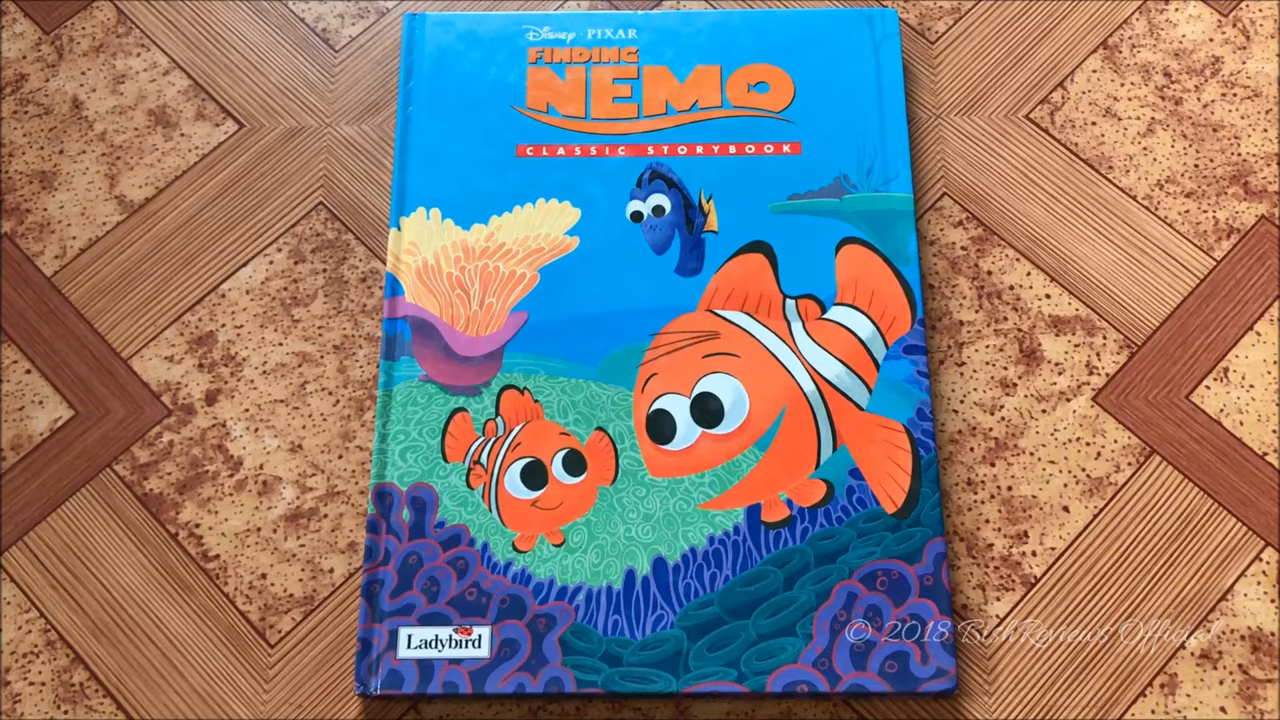 Disney · PIXAR
FINDING
NEMO
CLASSIC STORYBOOK
Ladybird
© 2018